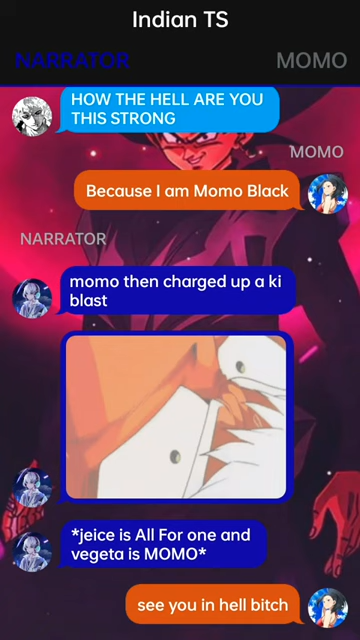 Indian TS
NARRATOR
MOMO
HOW THE HELL ARE YOU
THIS STRONG
MOMO
Because I am Momo Black
NARRATOR
momo then charged up a ki
blast
*jeice is All For one and
vegeta is MOMO*
see you in hell bitch